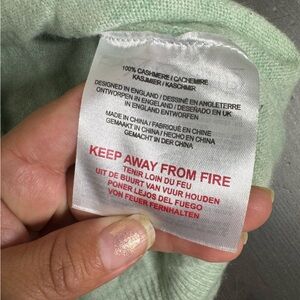 100% CASHMERE / CACHEMIRE
KASJMIER / KASCHMIR
DESIGNED IN ENGLAND / DESSINÉ EN ANGLETERRE
ONTWORPEN IN ENGELAND / DESEÑADO EN UK
IN ENGLAND ENTWORFEN
MADE IN CHINA / FABRIQUÉ EN CHINE
GEMAAKT IN CHINA / HECHO EN CHINA
GEMACHT IN DER CHINA
KEEP AWAY FROM FIRE
TENIR LOIN DU FEU
UIT DE BUURT VAN VUUR HOUDEN
PONER LEJOS DEL FUEGO
VON FEUER FERNHALTEN